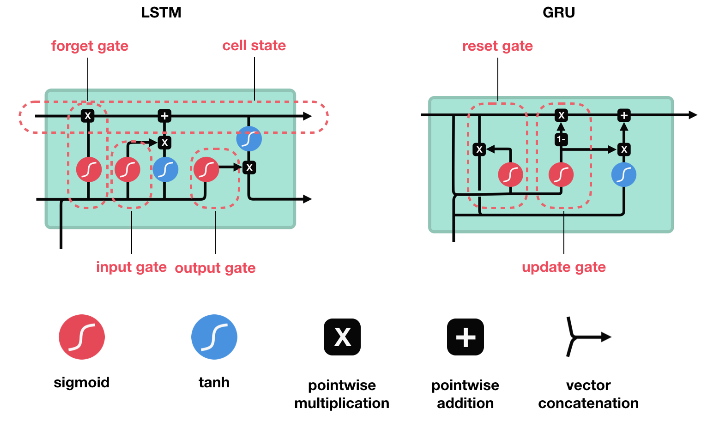 LSTM
GRU
forget gate
cell state
reset gate
X
+
X
X
X
+
1-
X
X
input gate
output gate
update gate
X
+
sigmoid
tanh
pointwise
multiplication
pointwise
addition
vector
concatenation